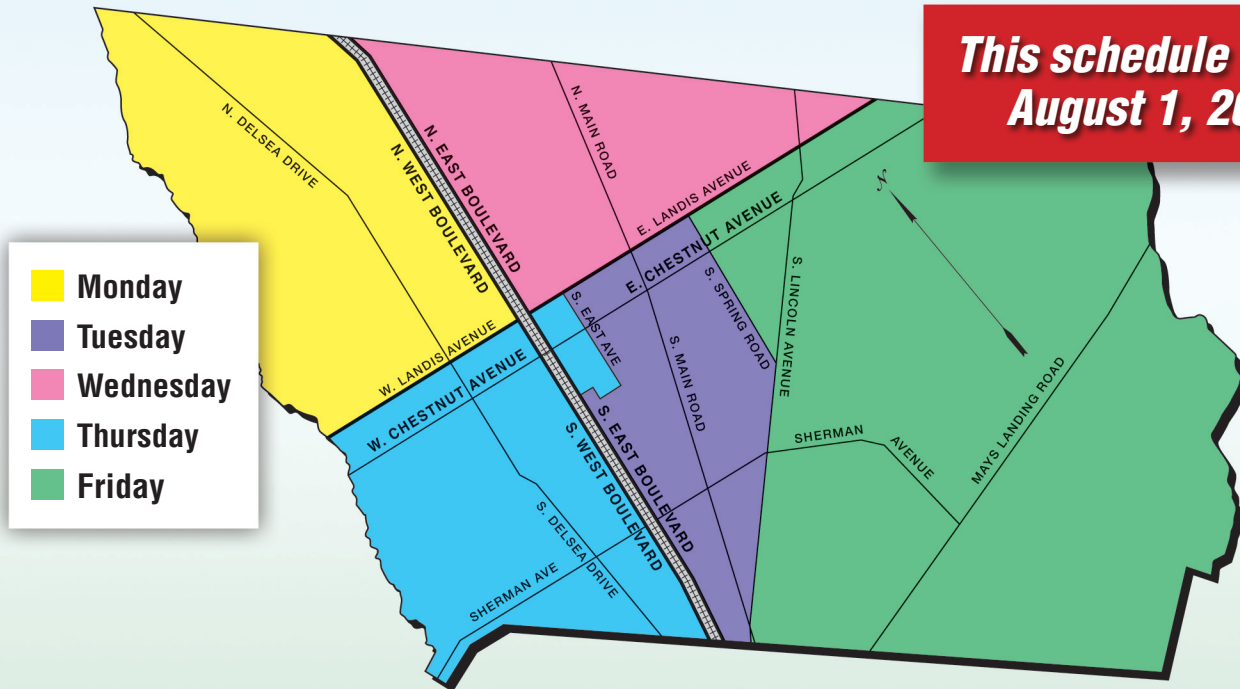 This schedule
August 1, 20
Monday
Tuesday
Wednesday
Thursday
Friday
N. DELSEA DRIVE
N. WEST BOULEVARD
N. EAST BOULEVARD
N. MAIN ROAD
E. LANDIS AVENUE
E. CHESTNUT AVENUE
N
W. LANDIS AVENUE
W. CHESTNUT AVENUE
S. EAST AVE
S. MAIN ROAD
S. SPRING ROAD
S. LINCOLN AVENUE
MAYS LANDING ROAD
SHERMAN
AVENUE
S. EAST BOULEVARD
S. WEST BOULEVARD
S. DELSEA DRIVE
SHERMAN AVE